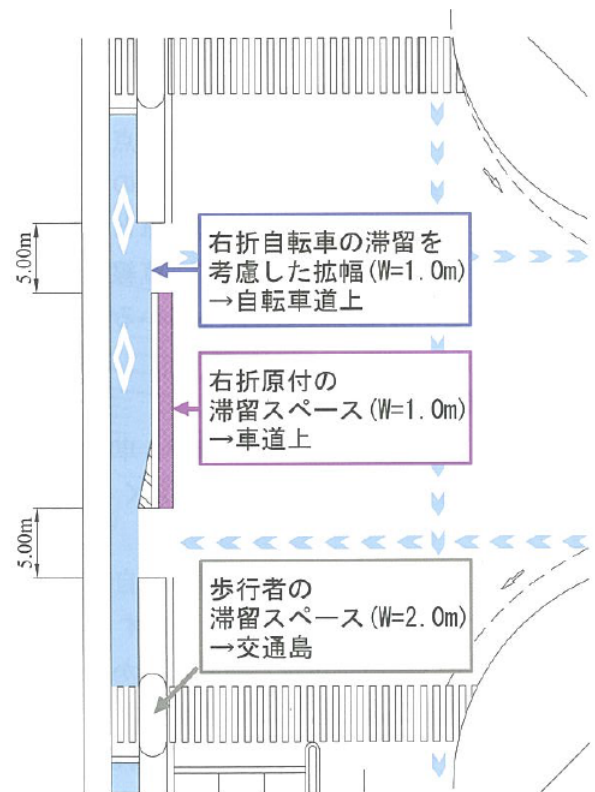 5.00m
右折自転車の滞留を
考慮した拡幅(W=1.0m)
→自転車道上
右折原付の
滞留スペース(W=1.0m)
→車道上
5.00m
歩行者の
滞留スペース(W=2.0m)
→交通島